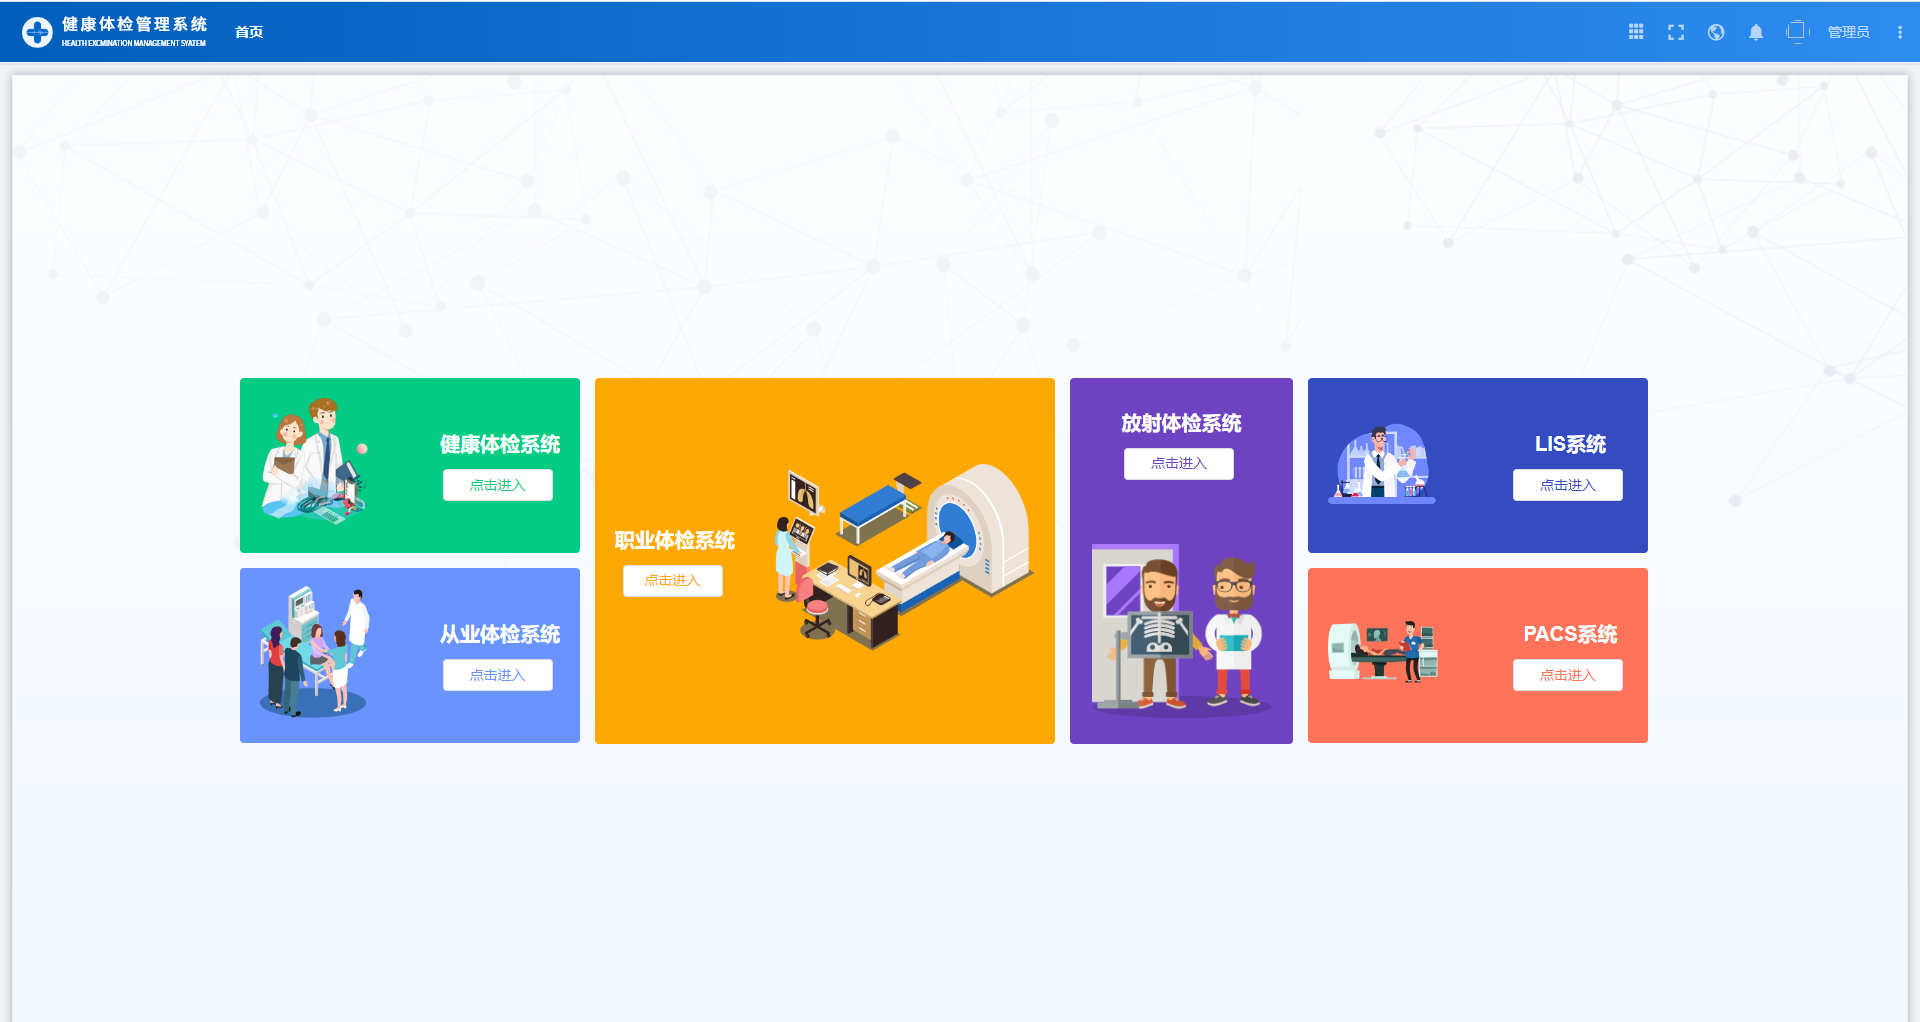 健康体检管理系统
HEALTH EXCMINATION MANAGEMENT SYATEM
首页
管理员
健康体检系统
点击进入
从业体检系统
点击进入
职业体检系统
点击进入
放射体检系统
点击进入
LIS系统
点击进入
PACS系统
点击进入